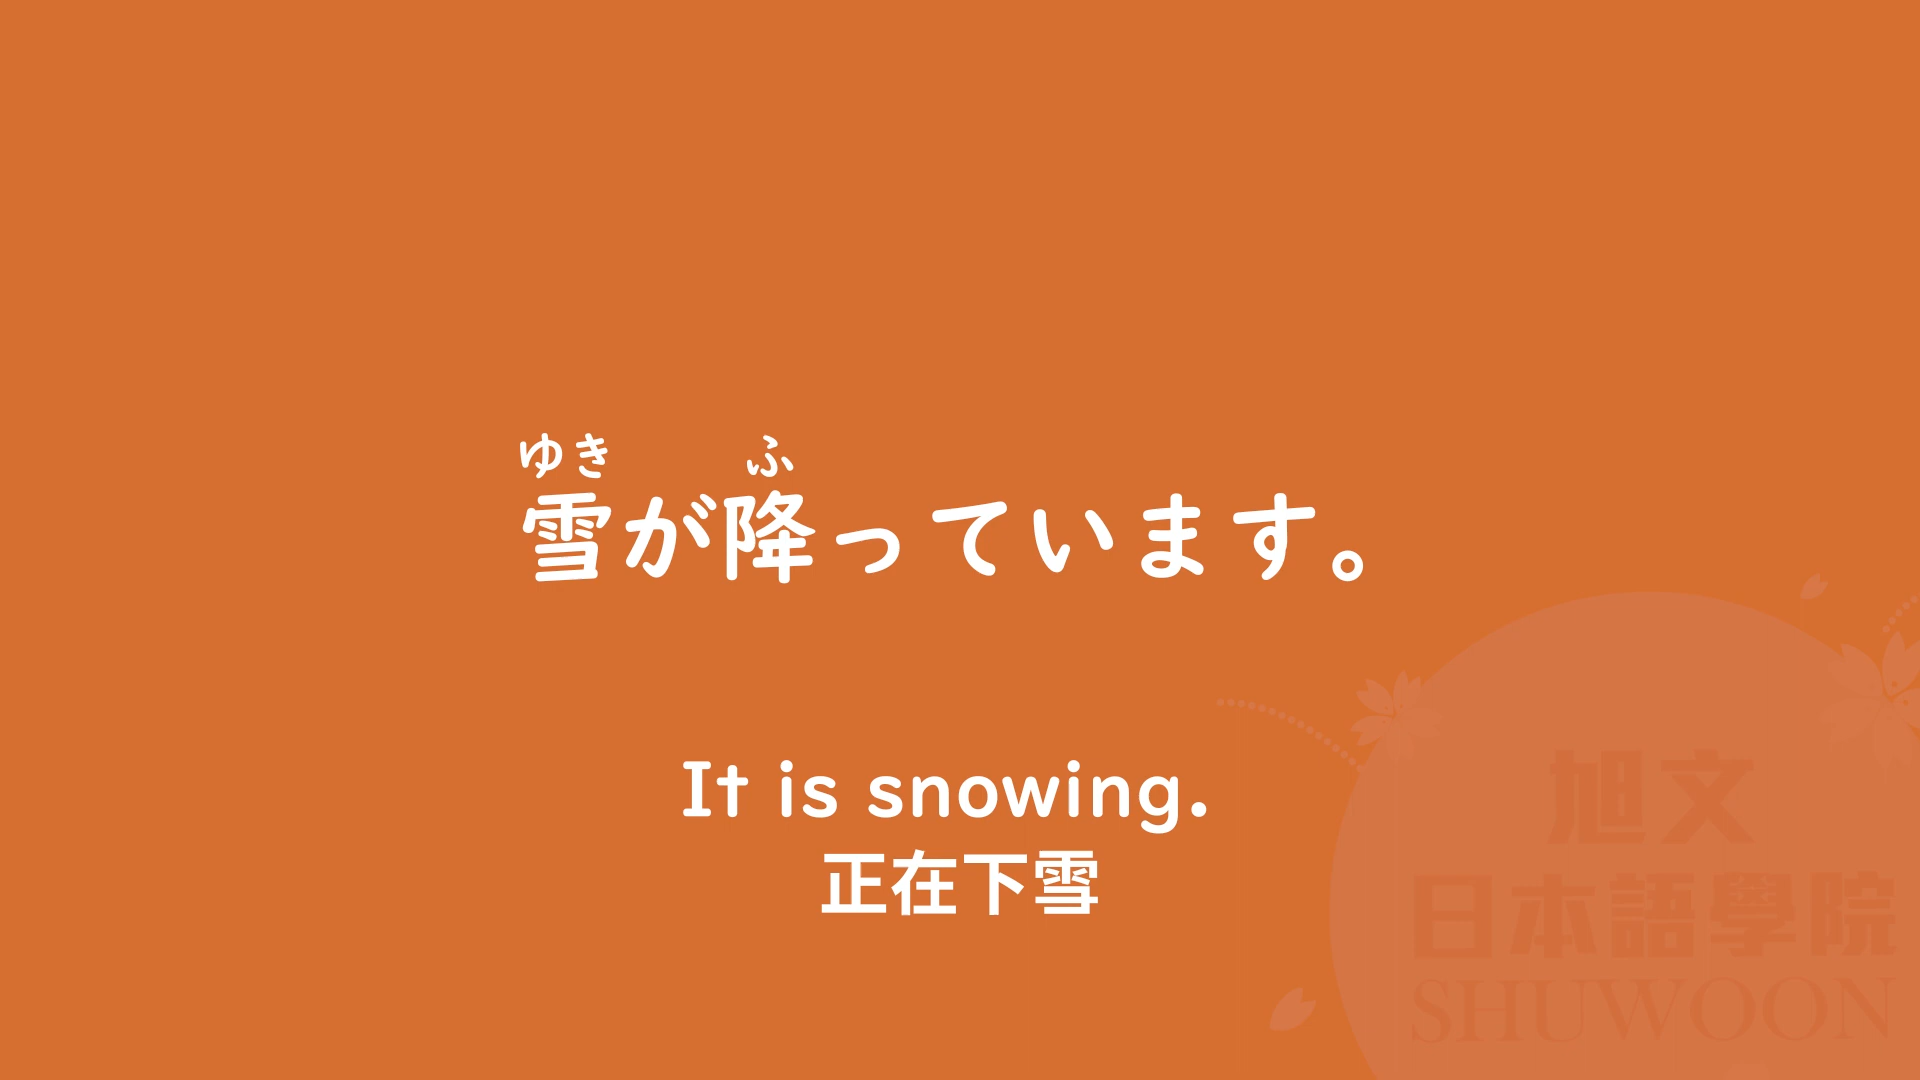 ゆき ふ
雪が降っています。
It is snowing.
正在下雪
旭文
日本語學院
SHUWOON